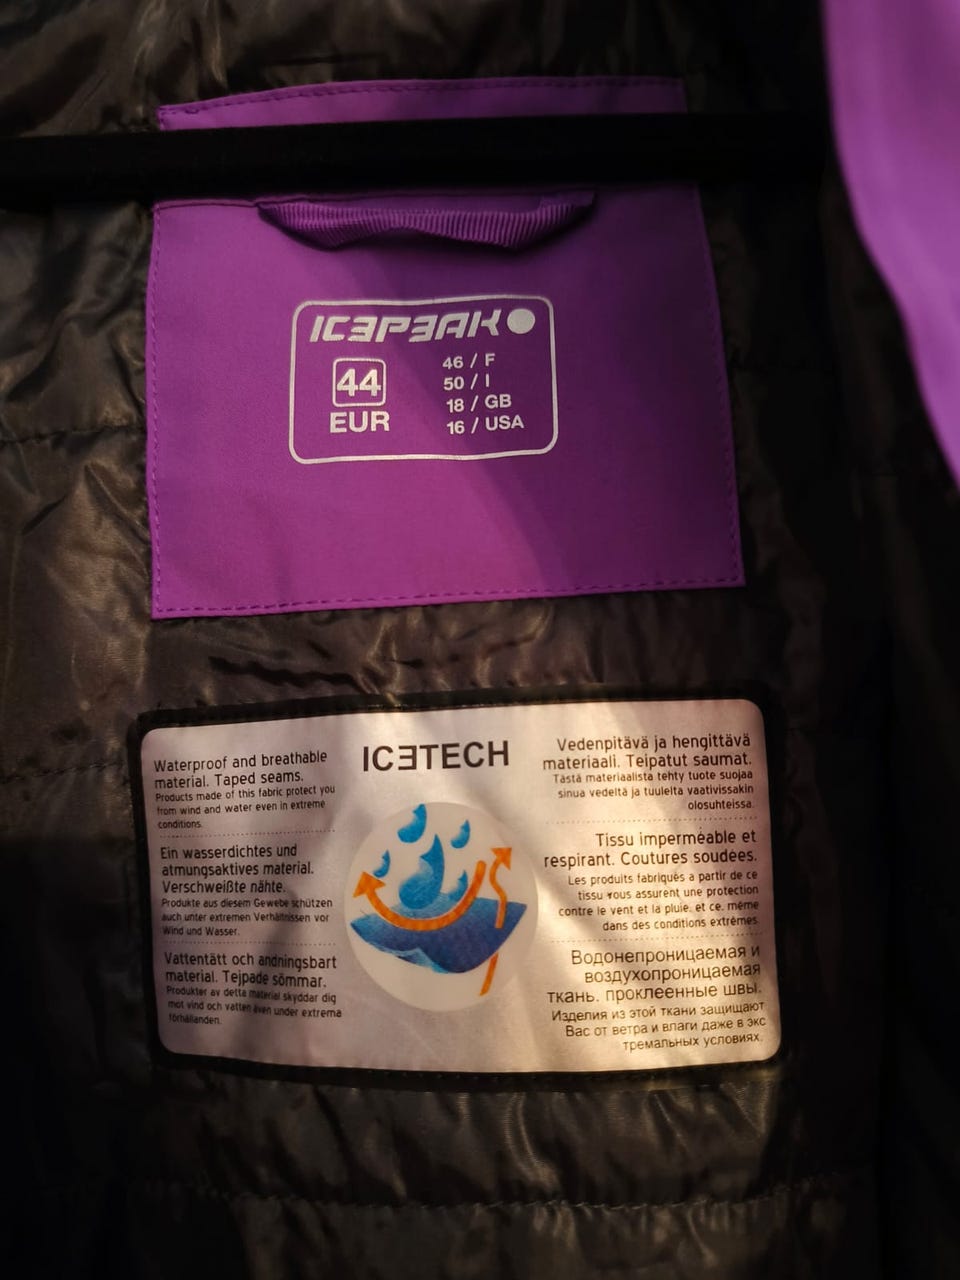 ICEPEAK
44
EUR
46 / F
50 / I
18 / GB
16 / USA
ICETECH
Waterproof and breathable
material. Taped seams.
Products made of this fabric protect you
from wind and water even in extreme
conditions.
Ein wasserdichtes und
atmungsaktives material.
Verschweißte nähte.
Produkte aus diesem Gewebe schützen
auch unter extremen Verhältnissen vor
Wind und Wasser.
Vattentätt och andningsbart
material. Tejpade sömmar.
Produkter av detta material skyddar dig
mot vind och vatten även under extrema
förhållanden.
Vedenpitävä ja hengittävä
materiaali. Teipatut saumat.
Tästä materiaalista tehty tuote suojaa
sinua vedeltä ja tuulelta vaativissakin
olosuhteissa.
Tissu imperméable et
respirant. Coutures soudées.
Les produits fabriqués a partir de ce
tissu vous assurent une protection
contre le vent et la pluie, et ce, même
dans des conditions extrêmes.
Водонепроницаемая и
воздухопроницаемая
ткань. проклеенные швы.
Изделия из этой ткани защищают
Вас от ветра и влаги даже в экс
тремальных условиях.